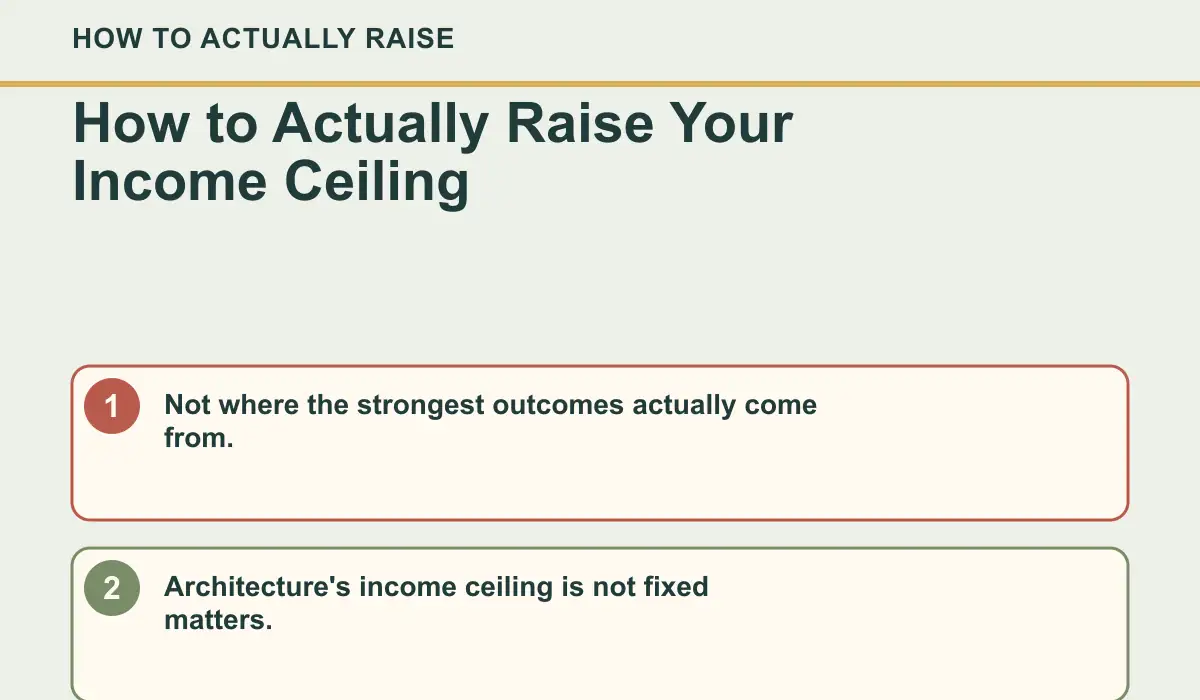 HOW TO ACTUALLY RAISE
How to Actually Raise Your
Income Ceiling
1
Not where the strongest outcomes actually come
from.
2
Architecture's income ceiling is not fixed
matters.